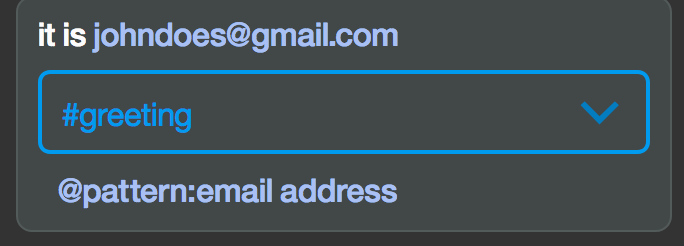 it is johndoes@gmail.com
#greeting
@pattern:email address